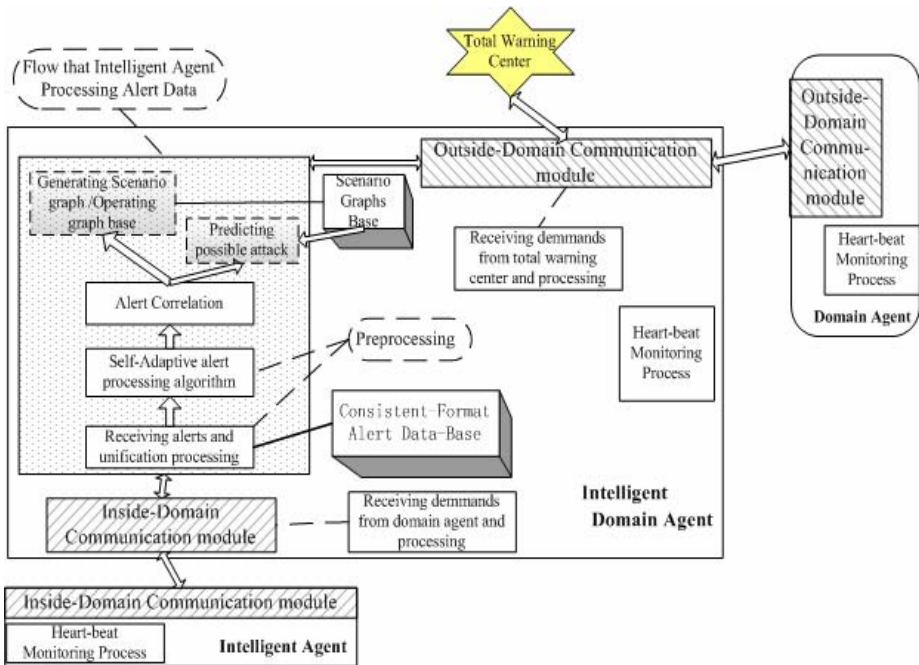 Total Warning
Center
Flow that Intelligent Agent
Processing Alert Data
Outside-
Domain
Commu-
nication
module
Outside-Domain Communication
module
Generating Scenario
graph /Operating
graph base
Scenario
Graphs
Base
Predicting
possible attack
Receiving demmands
from total warning
center and processing
Heart-beat
Monitoring
Process
Domain Agent
Alert Correlation
Preprocessing
Heart-beat
Monitoring
Process
Self-Adaptive alert
processing algorithm
Consistent-Format
Alert Data-Base
Receiving alerts and
unification processing
Intelligent
Domain Agent
Inside-Domain
Communication module
Receiving demmands
from domain agent and
processing
Inside-Domain Communication module
Heart-beat
Monitoring Process
Intelligent Agent